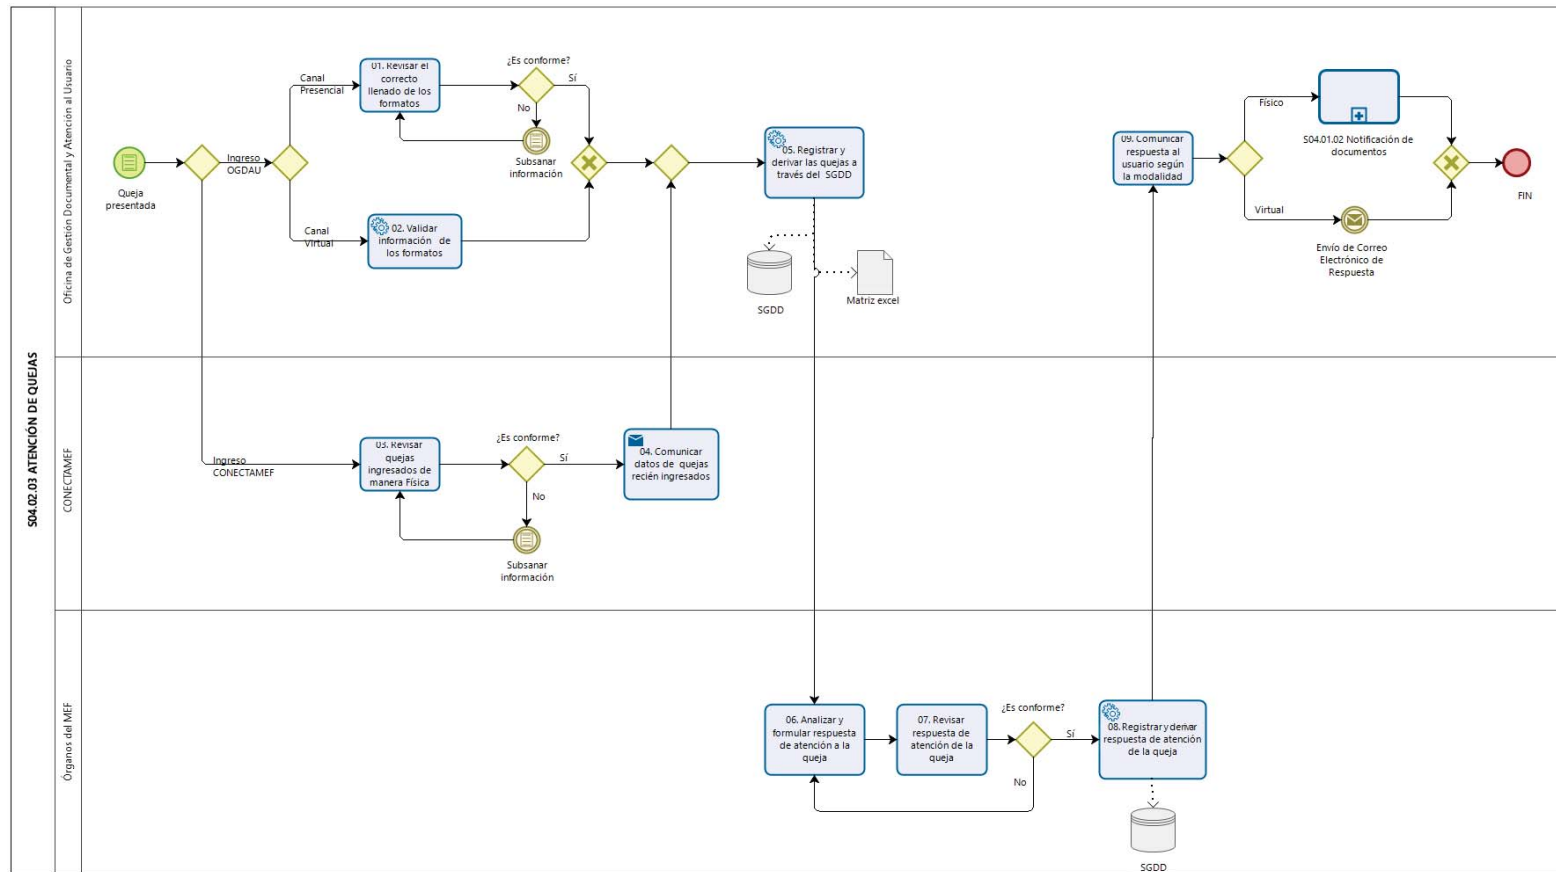 S04.02.03 ATENCIÓN DE QUEJAS
Oficina de Gestión Documental y Atención al Usuario
Queja
presentada
Ingreso
OGDAU
Canal
Presencial
01. Revisar el
correcto
llenado de los
formatos
¿Es conforme?
Sí
No
Subsanar
información
Canal
Virtual
02. Validar
información de
los formatos
05. Registrar y
derivar las quejas a
través del SGDD
SGDD
Matriz excel
09. Comunicar
respuesta al
usuario según
la modalidad
Físico
S04.01.02 Notificación de
documentos
Virtual
Envío de Correo
Electrónico de
Respuesta
FIN
CONECTAMEF
Ingreso
CONECTAMEF
03. Revisar
quejas
ingresados de
manera Física
¿Es conforme?
Sí
No
Subsanar
información
04. Comunicar
datos de quejas
recién ingresados
Órganos del MEF
06. Analizar y
formular respuesta
de atención a la
queja
07. Revisar
respuesta de
atención de la
queja
¿Es conforme?
Sí
No
08. Registrar y derivar
respuesta de atención
de la queja
SGDD